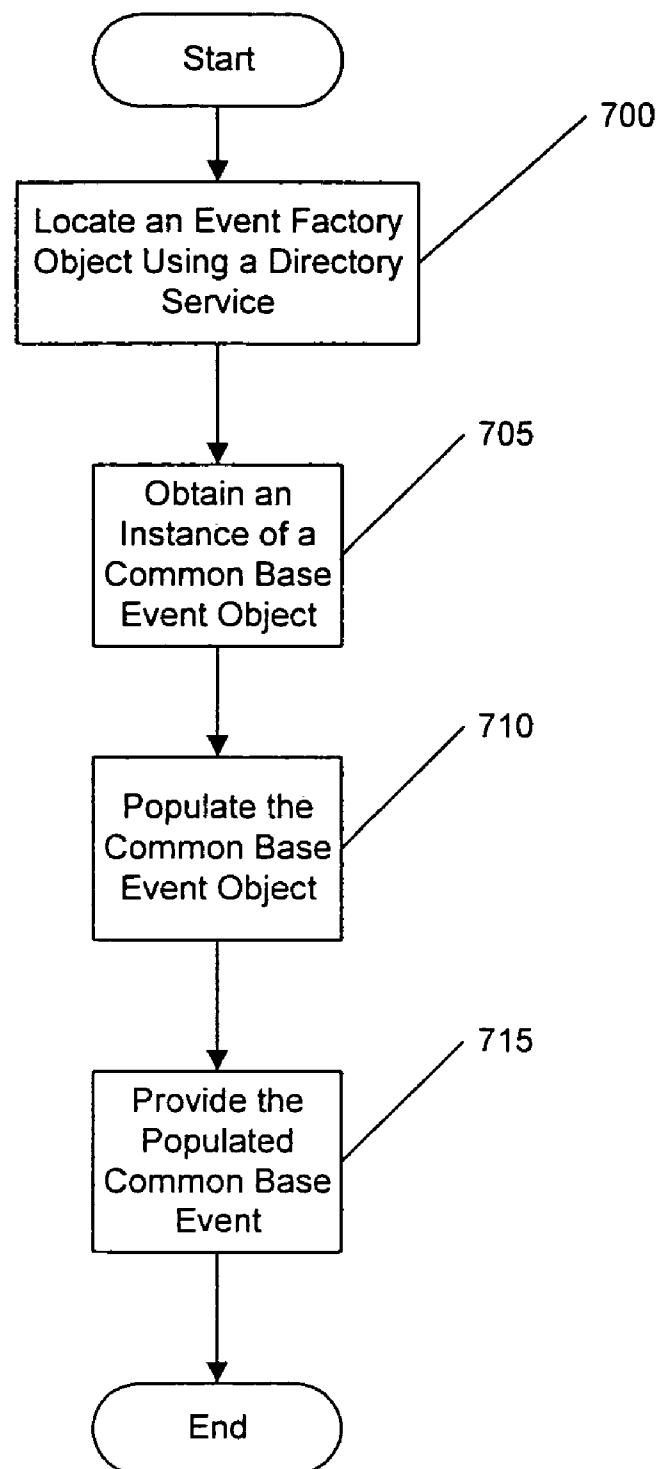 Start
700
Locate an Event Factory
Object Using a Directory
Service
705
Obtain an
Instance of a
Common Base
Event Object
710
Populate the
Common Base
Event Object
715
Provide the
Populated
Common Base
Event
End